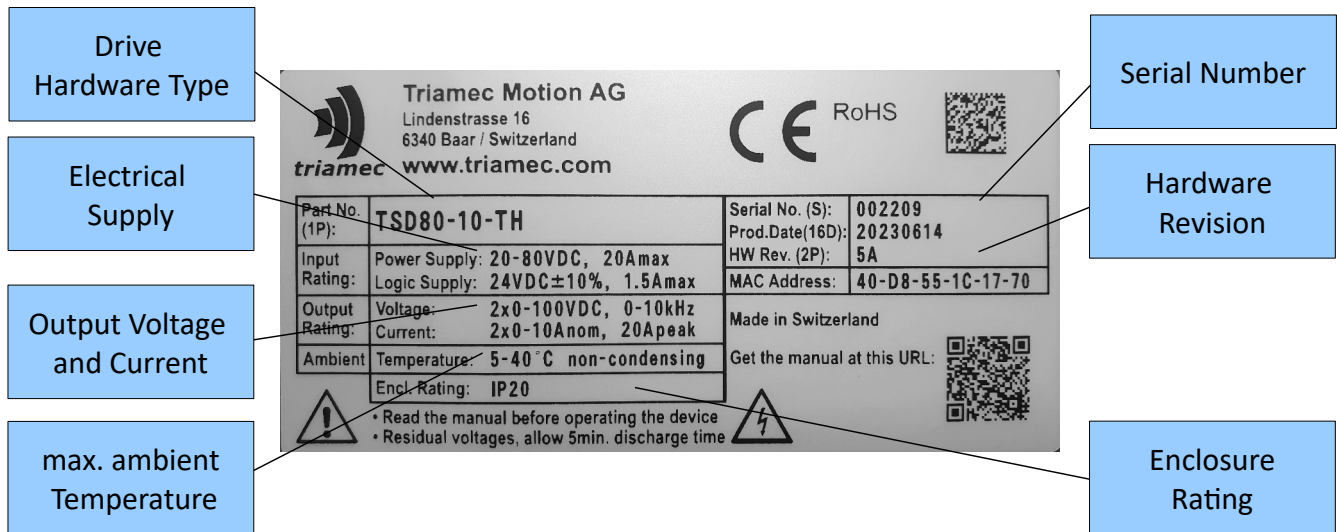 Drive
Hardware Type
Electrical
Supply
Output Voltage
and Current
max. ambient
Temperature
triamec
Triamec Motion AG
Lindenstrasse 16
6340 Baar / Switzerland
www.triamec.com
CE RoHS
Part No. (1P): TSD80-10-TH
Input Rating: Power Supply: 20-80VDC, 20Amax
Logic Supply: 24VDC±10%, 1.5Amax
Output Rating: Voltage: 2x0-100VDC, 0-10kHz
Current: 2x0-10Anom, 20Apeak
Ambient Temperature: 5-40°C non-condensing
Encl. Rating: IP20
• Read the manual before operating the device
• Residual voltages, allow 5min. discharge time
Serial No. (S): 002209
Prod.Date(16D): 20230614
HW Rev. (2P): 5A
MAC Address: 40-D8-55-1C-17-70
Made in Switzerland
Get the manual at this URL:
Serial Number
Hardware
Revision
Enclosure
Rating